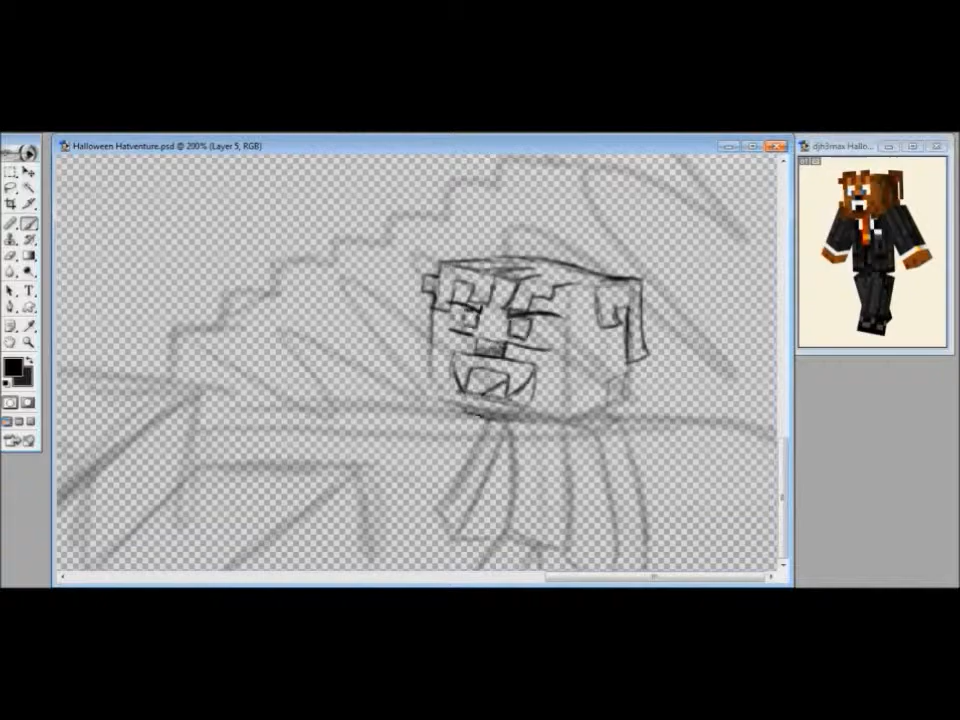 Halloween Hatventure.psd @ 200% (Layer 5, RGB)
djh3max Hallo...
T